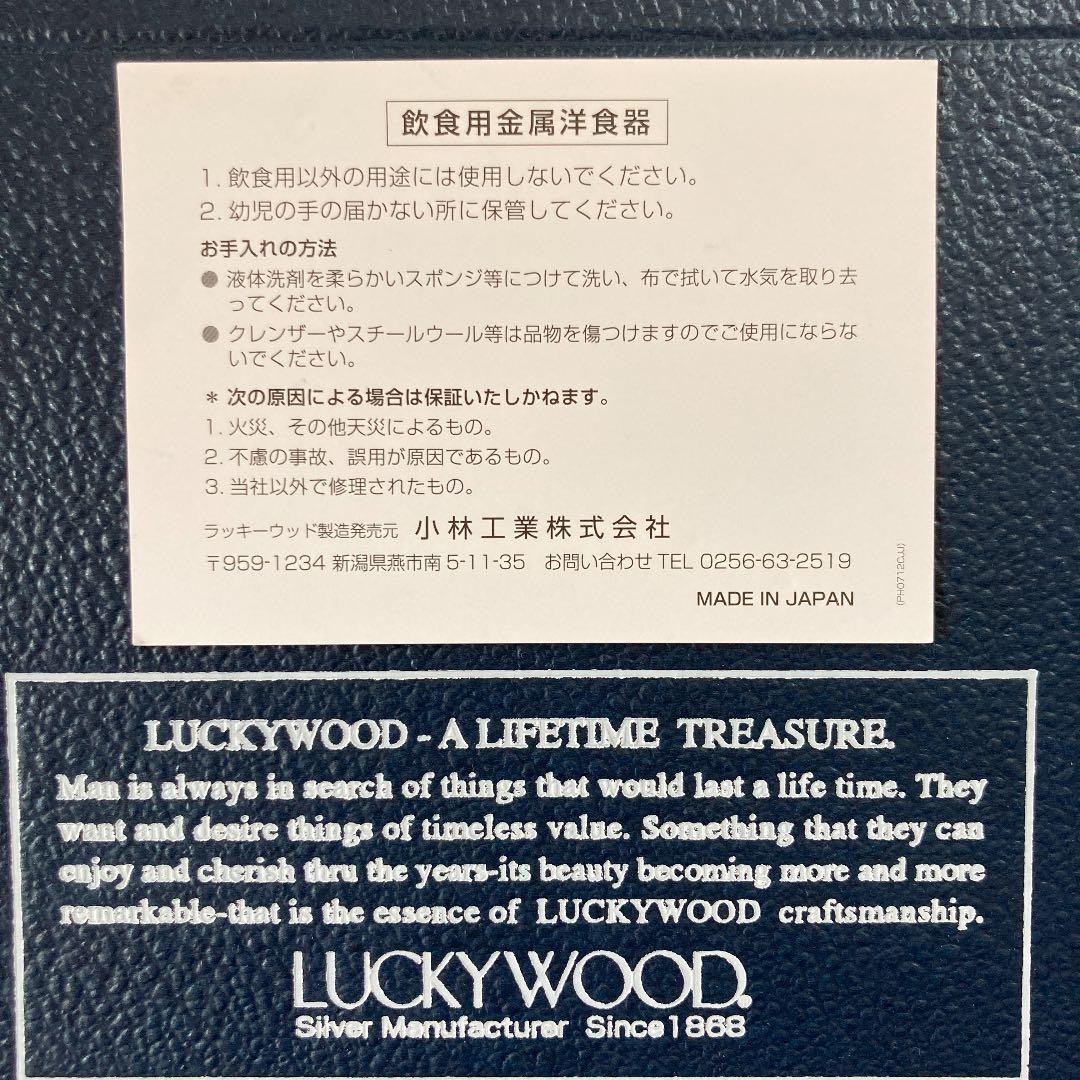 飲食用金属洋食器
1. 飲食用以外の用途には使用しないでください。
2. 幼児の手の届かない所に保管してください。
お手入れの方法
● 液体洗剤を柔らかいスポンジ等につけて洗い、布で拭いて水気を取り去
ってください。
● クレンザーやスチールウール等は品物を傷つけますのでご使用にならな
いでください。
＊ 次の原因による場合は保証いたしかねます。
1. 火災、その他天災によるもの。
2. 不慮の事故、誤用が原因であるもの。
3. 当社以外で修理されたもの。
ラッキーウッド製造発売元 小林工業株式会社
〒959-1234 新潟県燕市南 5-11-35 お問い合わせ TEL 0256-63-2519
MADE IN JAPAN
(PH0712CJJ)
LUCKYWOOD - A LIFETIME TREASURE.
Man is always in search of things that would last a life time. They
want and desire things of timeless value. Something that they can
enjoy and cherish thru the years-its beauty becoming more and more
remarkable-that is the essence of LUCKYWOOD craftsmanship.
LUCKYWOOD®
Silver Manufacturer Since 1868